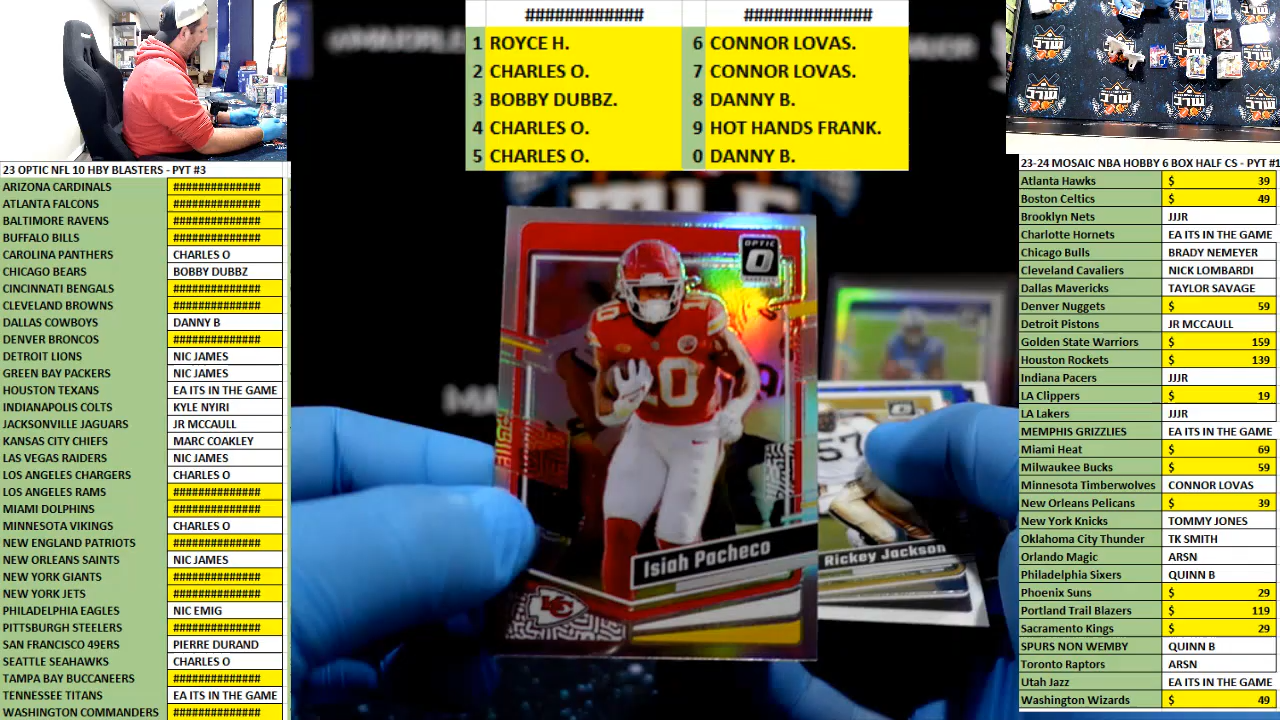 ############ #############
1 ROYCE H. 6 CONNOR LOVAS.
2 CHARLES O. 7 CONNOR LOVAS.
3 BOBBY DUBBZ. 8 DANNY B.
4 CHARLES O. 9 HOT HANDS FRANK.
5 CHARLES O. 0 DANNY B.
23 OPTIC NFL 10 HBY BLASTERS - PYT #3
ARIZONA CARDINALS ##############
ATLANTA FALCONS ##############
BALTIMORE RAVENS ##############
BUFFALO BILLS ##############
CAROLINA PANTHERS CHARLES O
CHICAGO BEARS BOBBY DUBBZ
CINCINNATI BENGALS ##############
CLEVELAND BROWNS ##############
DALLAS COWBOYS DANNY B
DENVER BRONCOS ##############
DETROIT LIONS NIC JAMES
GREEN BAY PACKERS NIC JAMES
HOUSTON TEXANS EA ITS IN THE GAME
INDIANAPOLIS COLTS KYLE NYIRI
JACKSONVILLE JAGUARS JR MCCAULL
KANSAS CITY CHIEFS MARC COAKLEY
LAS VEGAS RAIDERS NIC JAMES
LOS ANGELES CHARGERS CHARLES O
LOS ANGELES RAMS ##############
MIAMI DOLPHINS ##############
MINNESOTA VIKINGS CHARLES O
NEW ENGLAND PATRIOTS ##############
NEW ORLEANS SAINTS NIC JAMES
NEW YORK GIANTS ##############
NEW YORK JETS ##############
PHILADELPHIA EAGLES NIC EMIG
PITTSBURGH STEELERS ##############
SAN FRANCISCO 49ERS PIERRE DURAND
SEATTLE SEAHAWKS CHARLES O
TAMPA BAY BUCCANEERS ##############
TENNESSEE TITANS EA ITS IN THE GAME
WASHINGTON COMMANDERS ##############
OPTIC
10
10
57
Isiah Pacheco
KC
Rickey Jackson
23-24 MOSAIC NBA HOBBY 6 BOX HALF CS - PYT #1
Atlanta Hawks $ 39
Boston Celtics $ 49
Brooklyn Nets JJJR
Charlotte Hornets EA ITS IN THE GAME
Chicago Bulls BRADY NEMEYER
Cleveland Cavaliers NICK LOMBARDI
Dallas Mavericks TAYLOR SAVAGE
Denver Nuggets $ 59
Detroit Pistons JR MCCAULL
Golden State Warriors $ 159
Houston Rockets $ 139
Indiana Pacers JJJR
LA Clippers $ 19
LA Lakers JJJR
MEMPHIS GRIZZLIES EA ITS IN THE GAME
Miami Heat $ 69
Milwaukee Bucks $ 59
Minnesota Timberwolves CONNOR LOVAS
New Orleans Pelicans $ 39
New York Knicks TOMMY JONES
Oklahoma City Thunder TK SMITH
Orlando Magic ARSN
Philadelphia Sixers QUINN B
Phoenix Suns $ 29
Portland Trail Blazers $ 119
Sacramento Kings $ 29
SPURS NON WEMBY QUINN B
Toronto Raptors ARSN
Utah Jazz EA ITS IN THE GAME
Washington Wizards $ 49